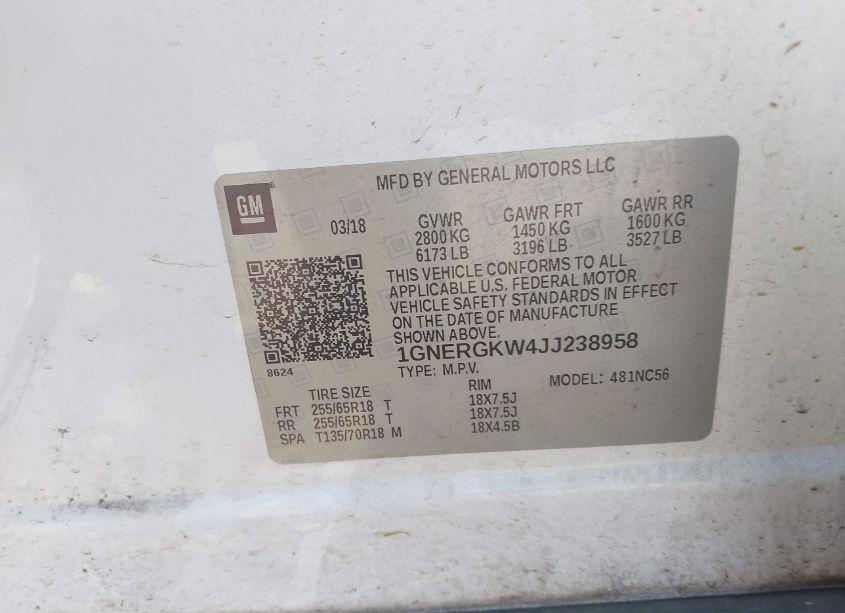 GM
MFD BY GENERAL MOTORS LLC
03/18
GVWR
2800 KG
6173 LB
GAWR FRT
1450 KG
3196 LB
GAWR RR
1600 KG
3527 LB
THIS VEHICLE CONFORMS TO ALL
APPLICABLE U.S. FEDERAL MOTOR
VEHICLE SAFETY STANDARDS IN EFFECT
ON THE DATE OF MANUFACTURE
SHOWN ABOVE.
1GNERGKW4JJ238958
8624
TYPE: M.P.V.
MODEL: 481NC56
TIRE SIZE RIM
FRT 255/65R18 T 18X7.5J
RR 255/65R18 T 18X7.5J
SPA T135/70R18 M 18X4.5B